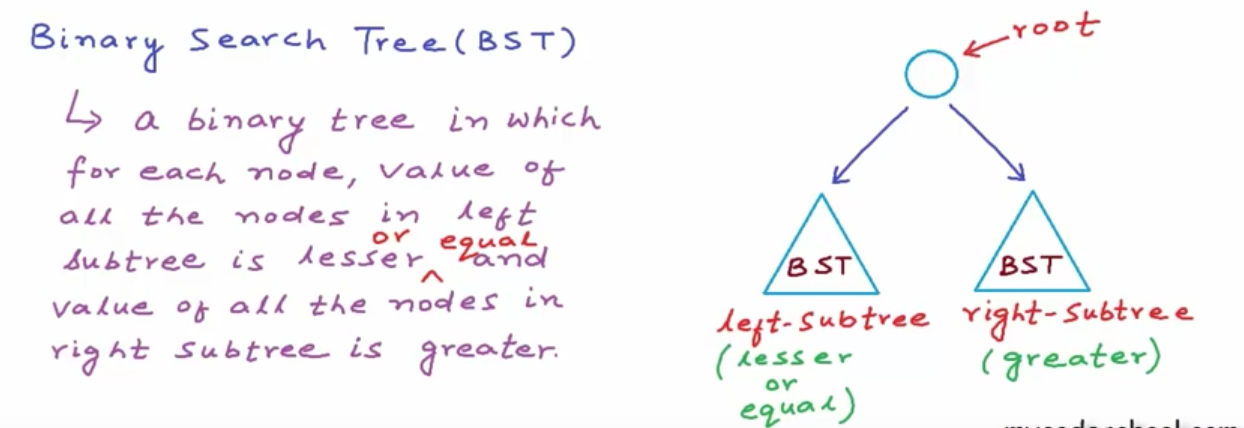 Binary Search Tree (BST)
↳ a binary tree in which
for each node, value of
all the nodes in left
subtree is lesser ^ or equal and
value of all the nodes in
right subtree is greater.
root
BST
BST
left-subtree
(lesser
or
equal)
right-subtree
(greater)